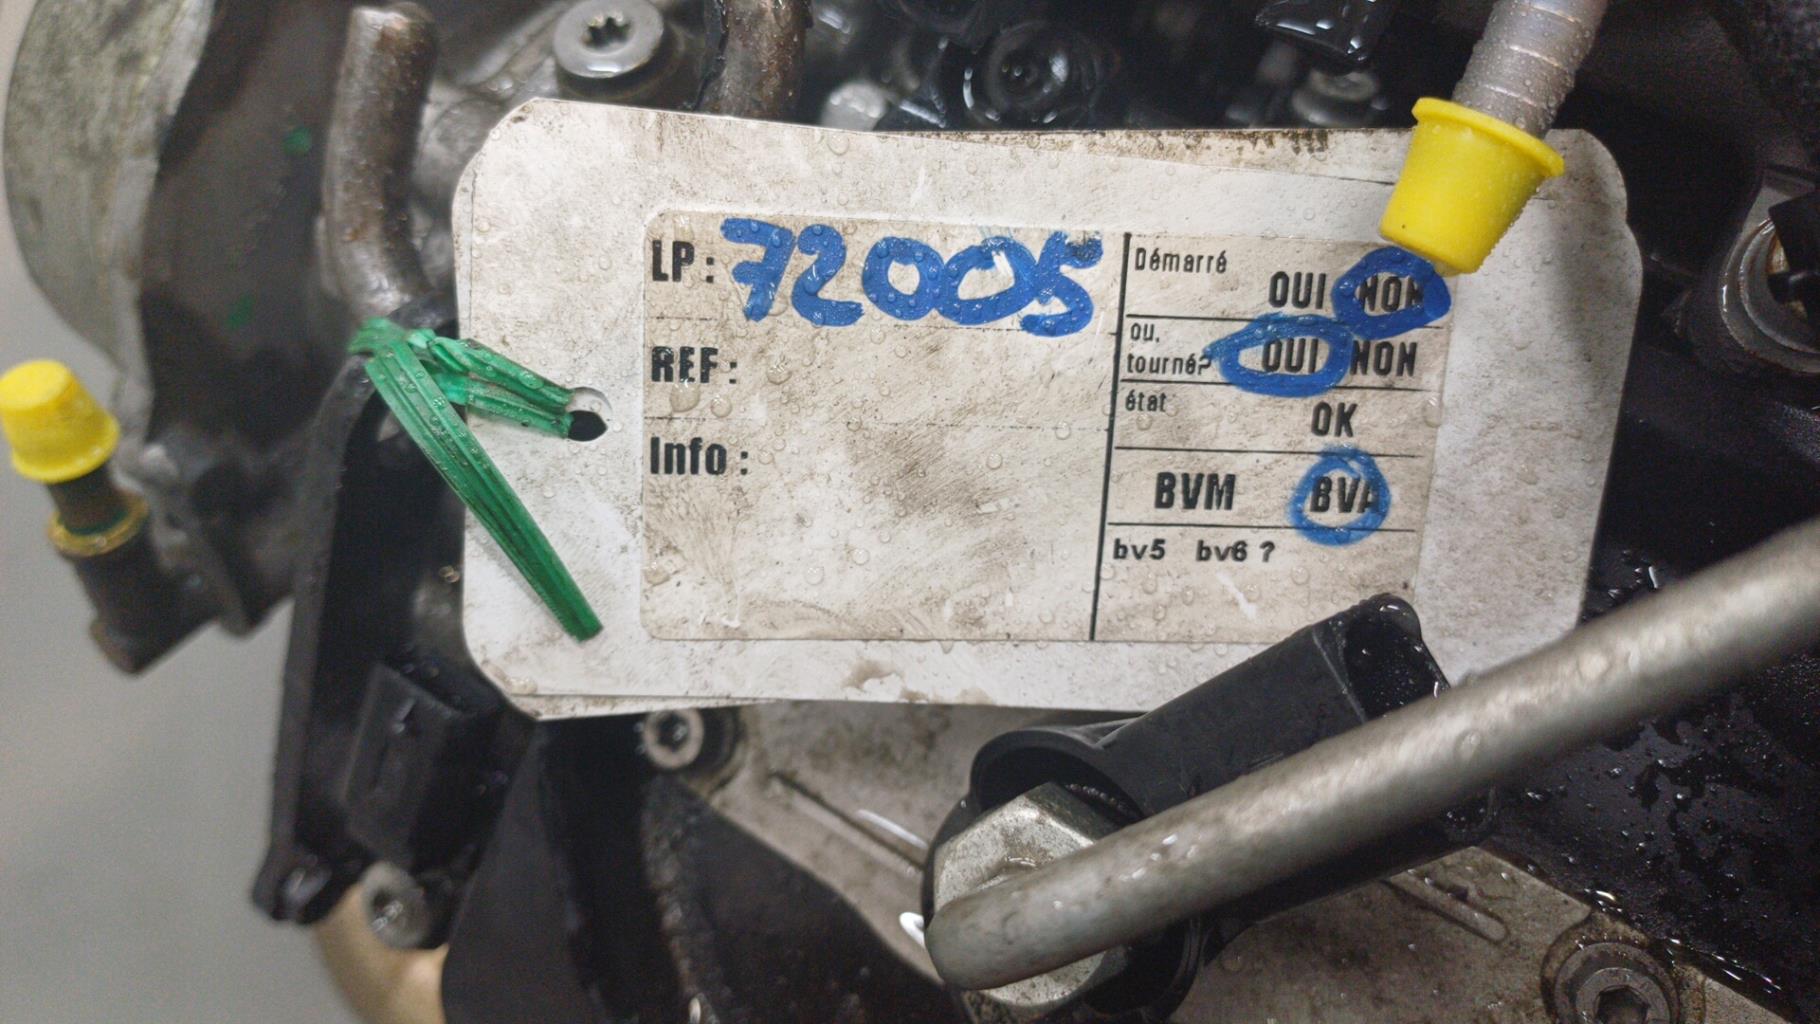 LP: 72005
REF:
Info:
Démarré
OUI NON
ou,
tourné? OUI NON
état
OK
BVM BVA
bv5 bv6 ?